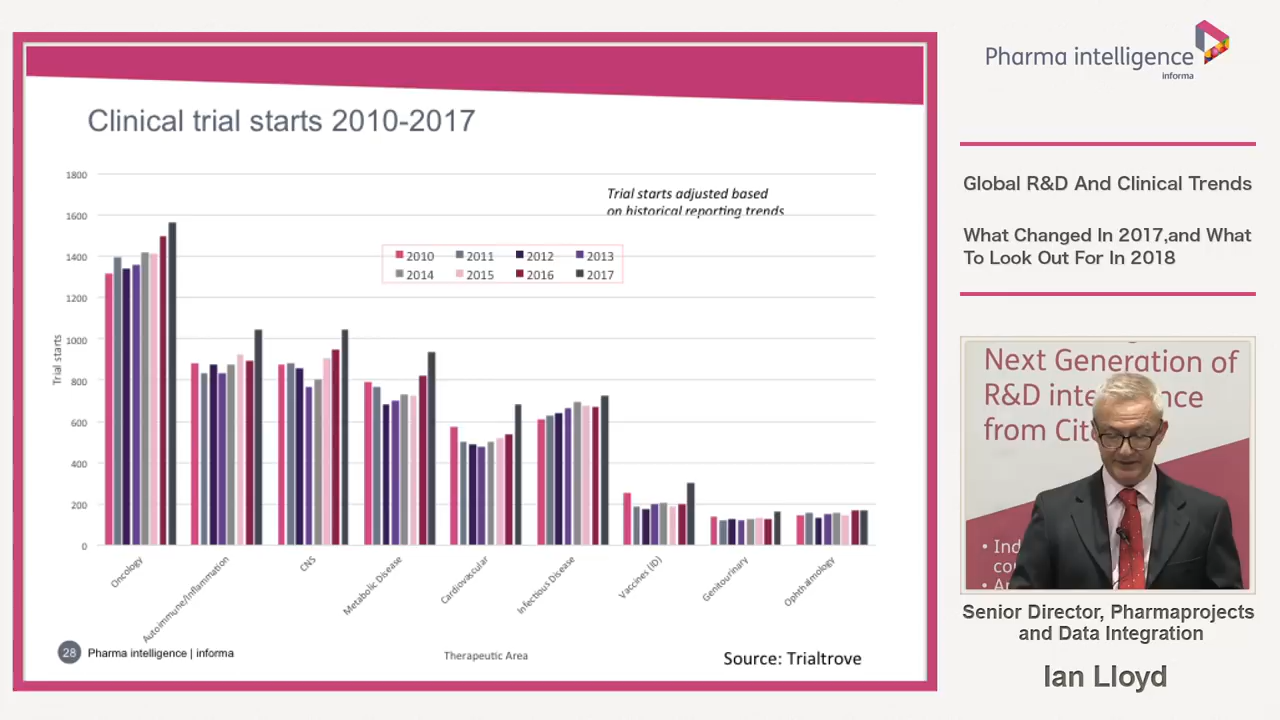 Clinical trial starts 2010-2017
Trial starts adjusted based
on historical reporting trends
1800
1600
1400
1200
1000
800
600
400
200
0
Trial starts
2010 2011 2012 2013
2014 2015 2016 2017
Oncology
Autoimmune/Inflammation
CNS
Metabolic Disease
Cardiovascular
Infectious Disease
Vaccines (ID)
Genitourinary
Ophthalmology
Therapeutic Area
28 Pharma intelligence | informa
Source: Trialtrove
Pharma intelligence
informa
Global R&D And Clinical Trends
What Changed In 2017,and What
To Look Out For In 2018
Next Generation of
R&D inte nce
from Cit
• Ind
co
• A
Senior Director, Pharmaprojects
and Data Integration
Ian Lloyd